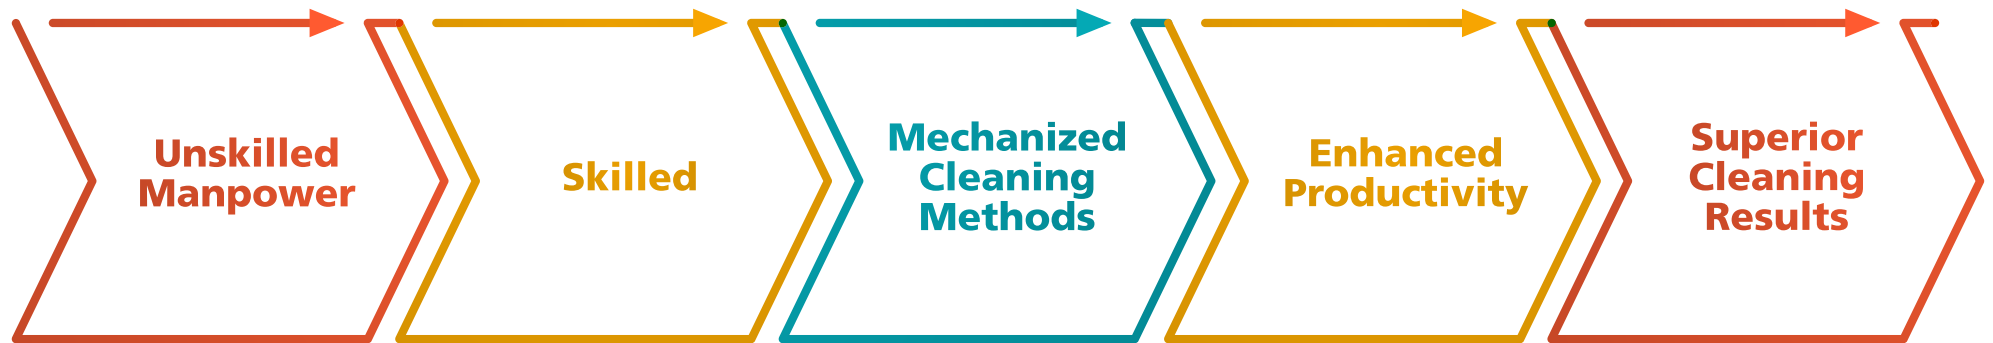 Unskilled
Manpower
Skilled
Mechanized
Cleaning
Methods
Enhanced
Productivity
Superior
Cleaning
Results